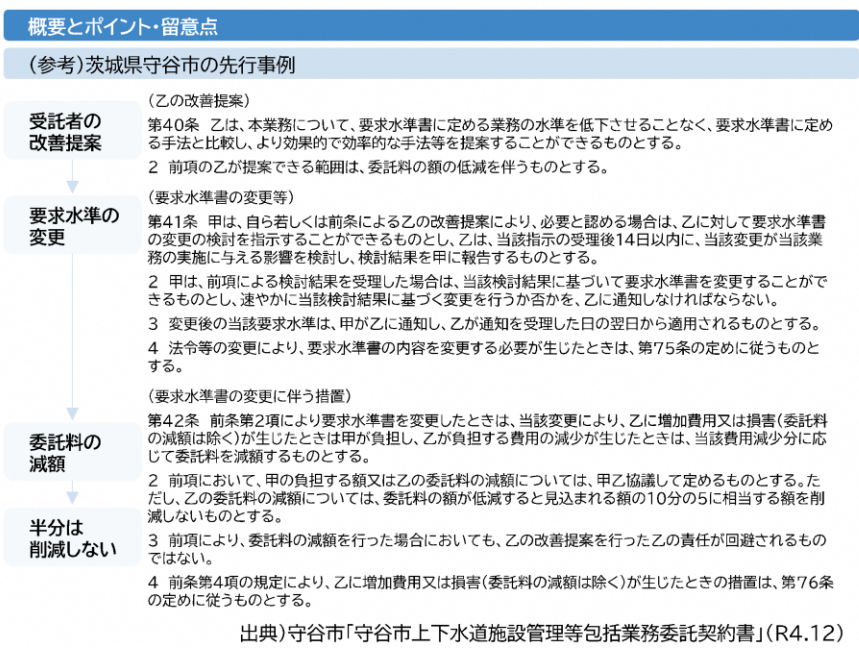 概要とポイント・留意点
(参考)茨城県守谷市の先行事例
受託者の
改善提案
(乙の改善提案)
第40条 乙は、本業務について、要求水準書に定める業務の水準を低下させることなく、要求水準書に定め
る手法と比較し、より効果的で効率的な手法等を提案することができるものとする。
2 前項の乙が提案できる範囲は、委託料の額の低減を伴うものとする。
要求水準の
変更
(要求水準書の変更等)
第41条 甲は、自ら若しくは前条による乙の改善提案により、必要と認める場合は、乙に対して要求水準書
の変更の検討を指示することができるものとし、乙は、当該指示の受理後14日以内に、当該変更が当該業
務の実施に与える影響を検討し、検討結果を甲に報告するものとする。
2 甲は、前項による検討結果を受理した場合は、当該検討結果に基づいて要求水準書を変更することがで
きるものとし、速やかに当該検討結果に基づく変更を行うか否かを、乙に通知しなければならない。
3 変更後の当該要求水準は、甲が乙に通知し、乙が通知を受理した日の翌日から適用されるものとする。
4 法令等の変更により、要求水準書の内容を変更する必要が生じたときは、第75条の定めに従うものと
する。
(要求水準書の変更に伴う措置)
委託料の
減額
第42条 前条第2項により要求水準書を変更したときは、当該変更により、乙に増加費用又は損害(委託料
の減額は除く)が生じたときは甲が負担し、乙が負担する費用の減少が生じたときは、当該費用減少分に応
じて委託料を減額するものとする。
2 前項において、甲の負担する額又は乙の委託料の減額については、甲乙協議して定めるものとする。た
だし、乙の委託料の減額については、委託料の額が低減すると見込まれる額の10分の5に相当する額を削
減しないものとする。
半分は
削減しない
3 前項により、委託料の減額を行った場合においても、乙の改善提案を行った乙の責任が回避されるもの
ではない。
4 前条第4項の規定により、乙に増加費用又は損害(委託料の減額は除く)が生じたときの措置は、第76条
の定めに従うものとする。
出典)守谷市「守谷市上下水道施設管理等包括業務委託契約書」(R4.12)